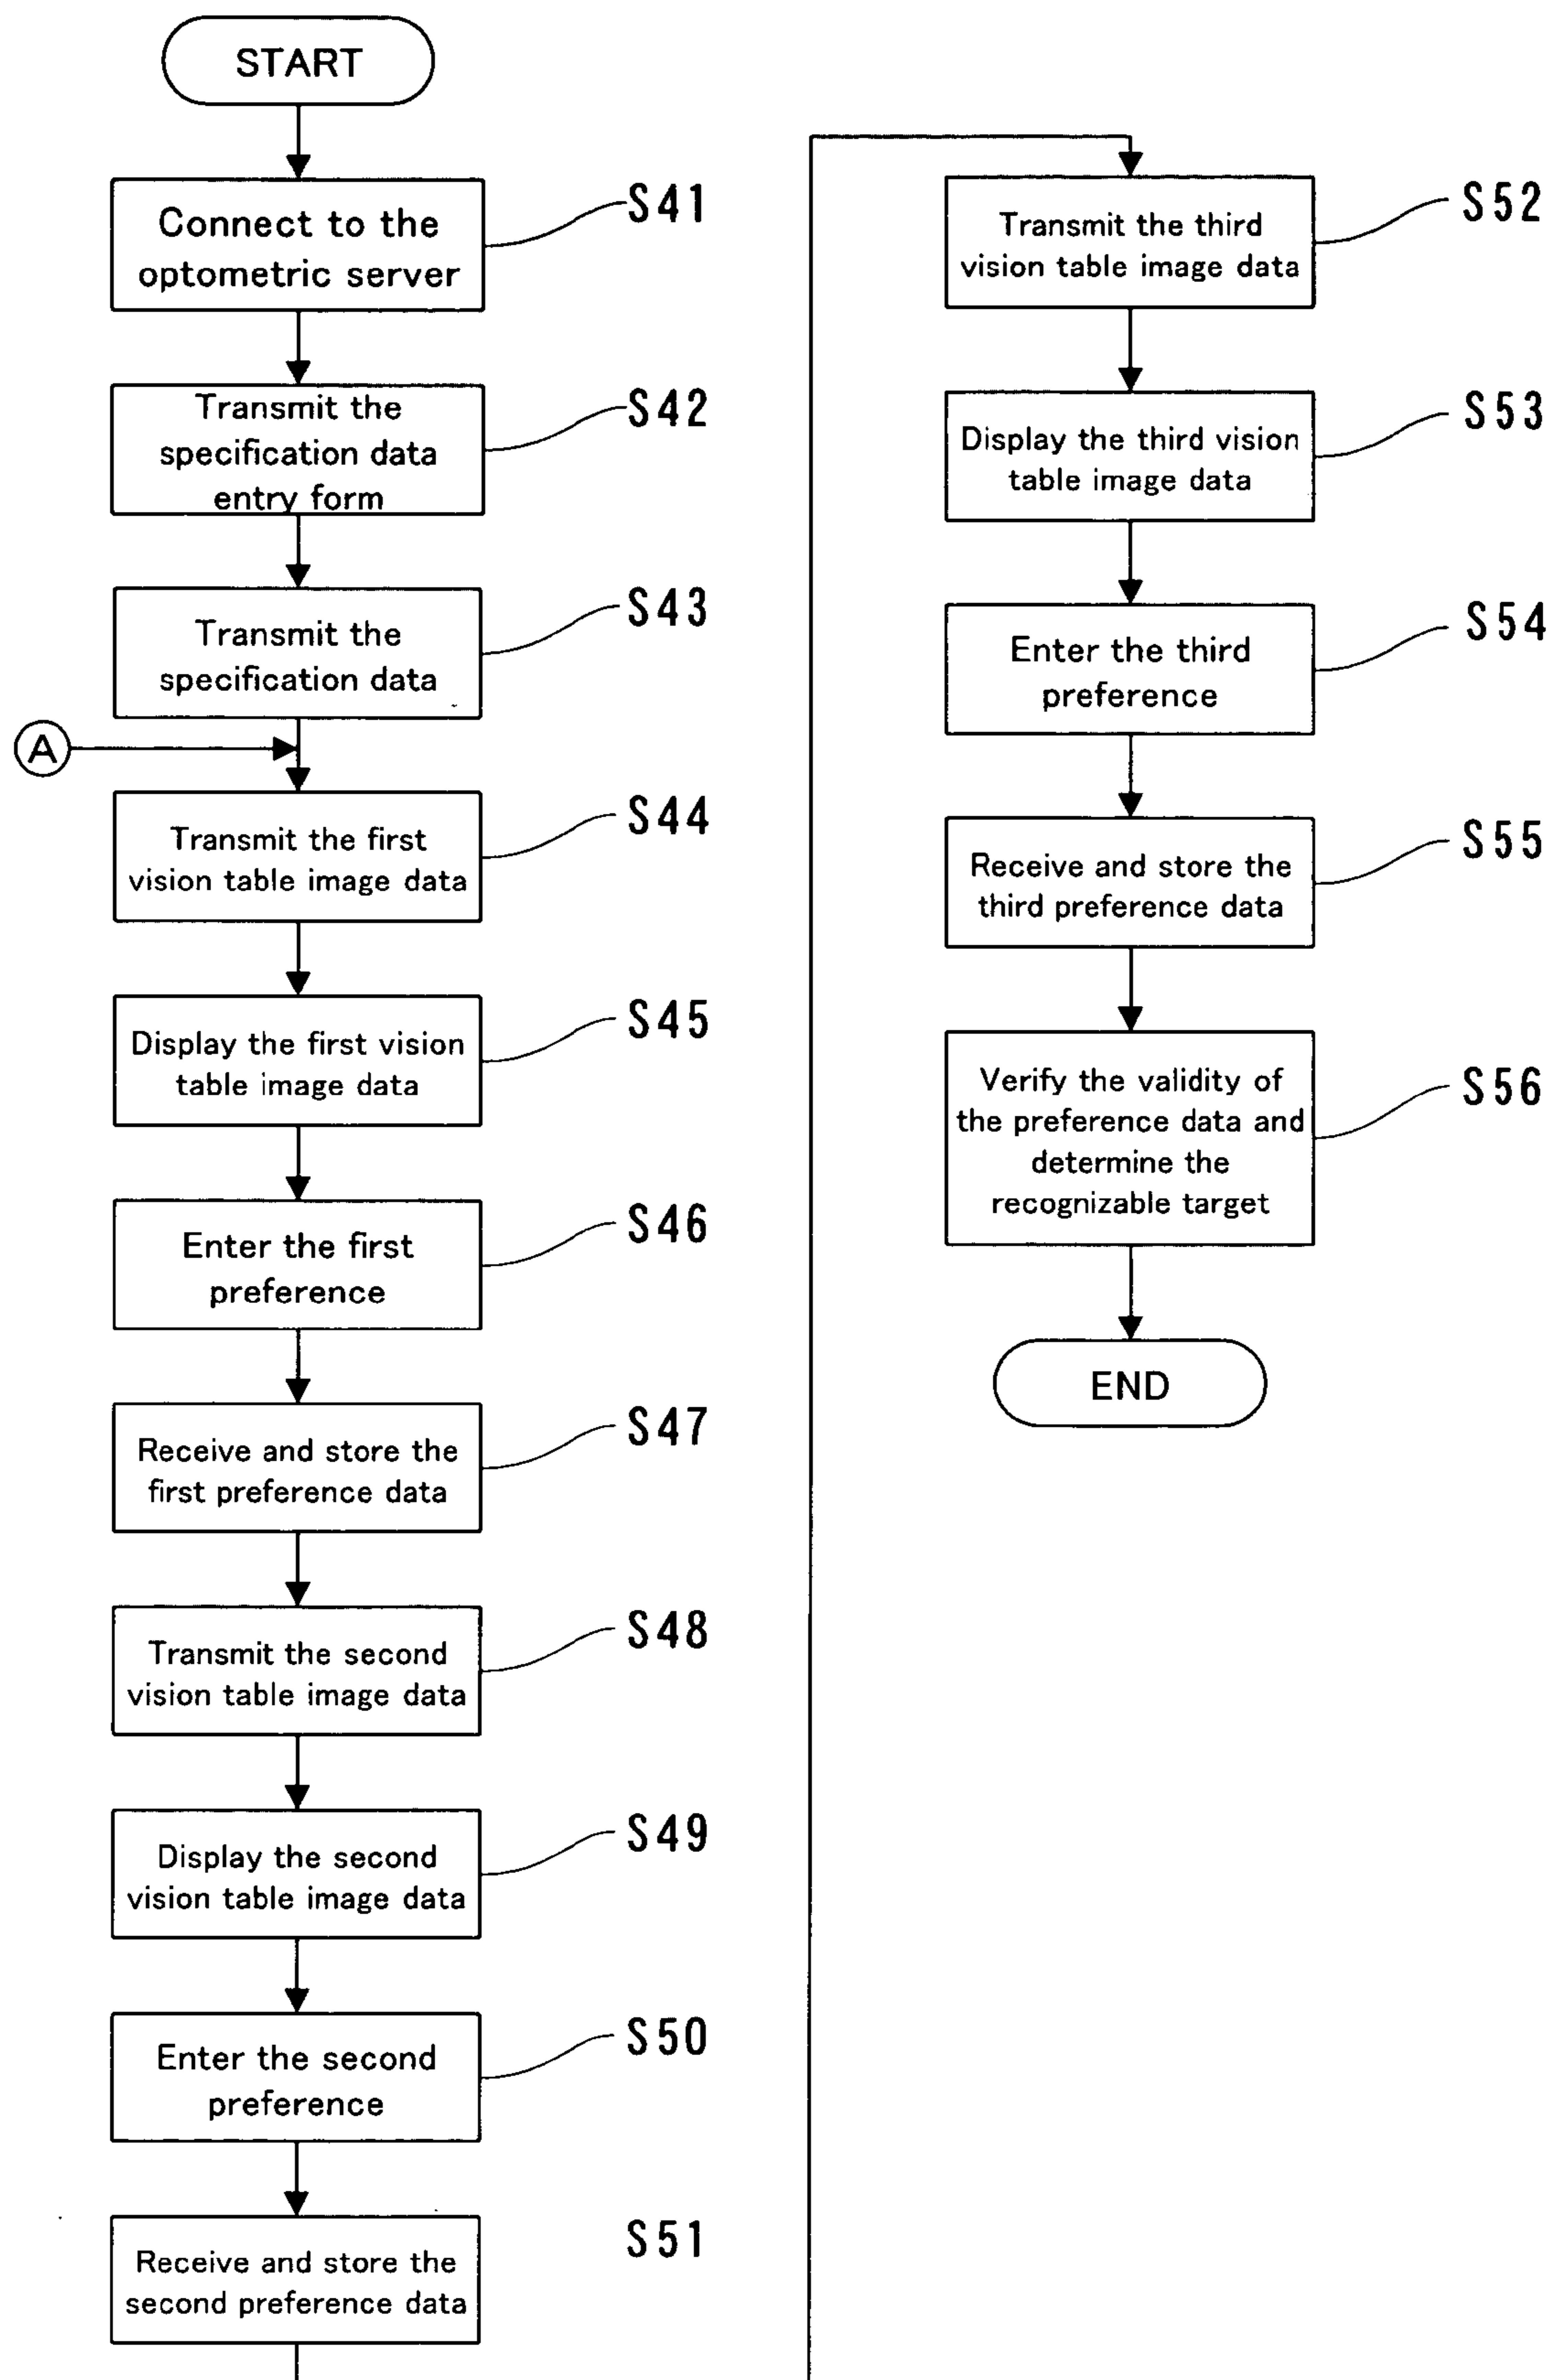 START
Connect to the
optometric server
S41
Transmit the
specification data
entry form
S42
Transmit the
specification data
S43
A
Transmit the first
vision table image data
S44
Display the first vision
table image data
S45
Enter the first
preference
S46
Receive and store the
first preference data
S47
Transmit the second
vision table image data
S48
Display the second
vision table image data
S49
Enter the second
preference
S50
Receive and store the
second preference data
S51
Transmit the third
vision table image data
S52
Display the third vision
table image data
S53
Enter the third
preference
S54
Receive and store the
third preference data
S55
Verify the validity of
the preference data and
determine the
recognizable target
S56
END